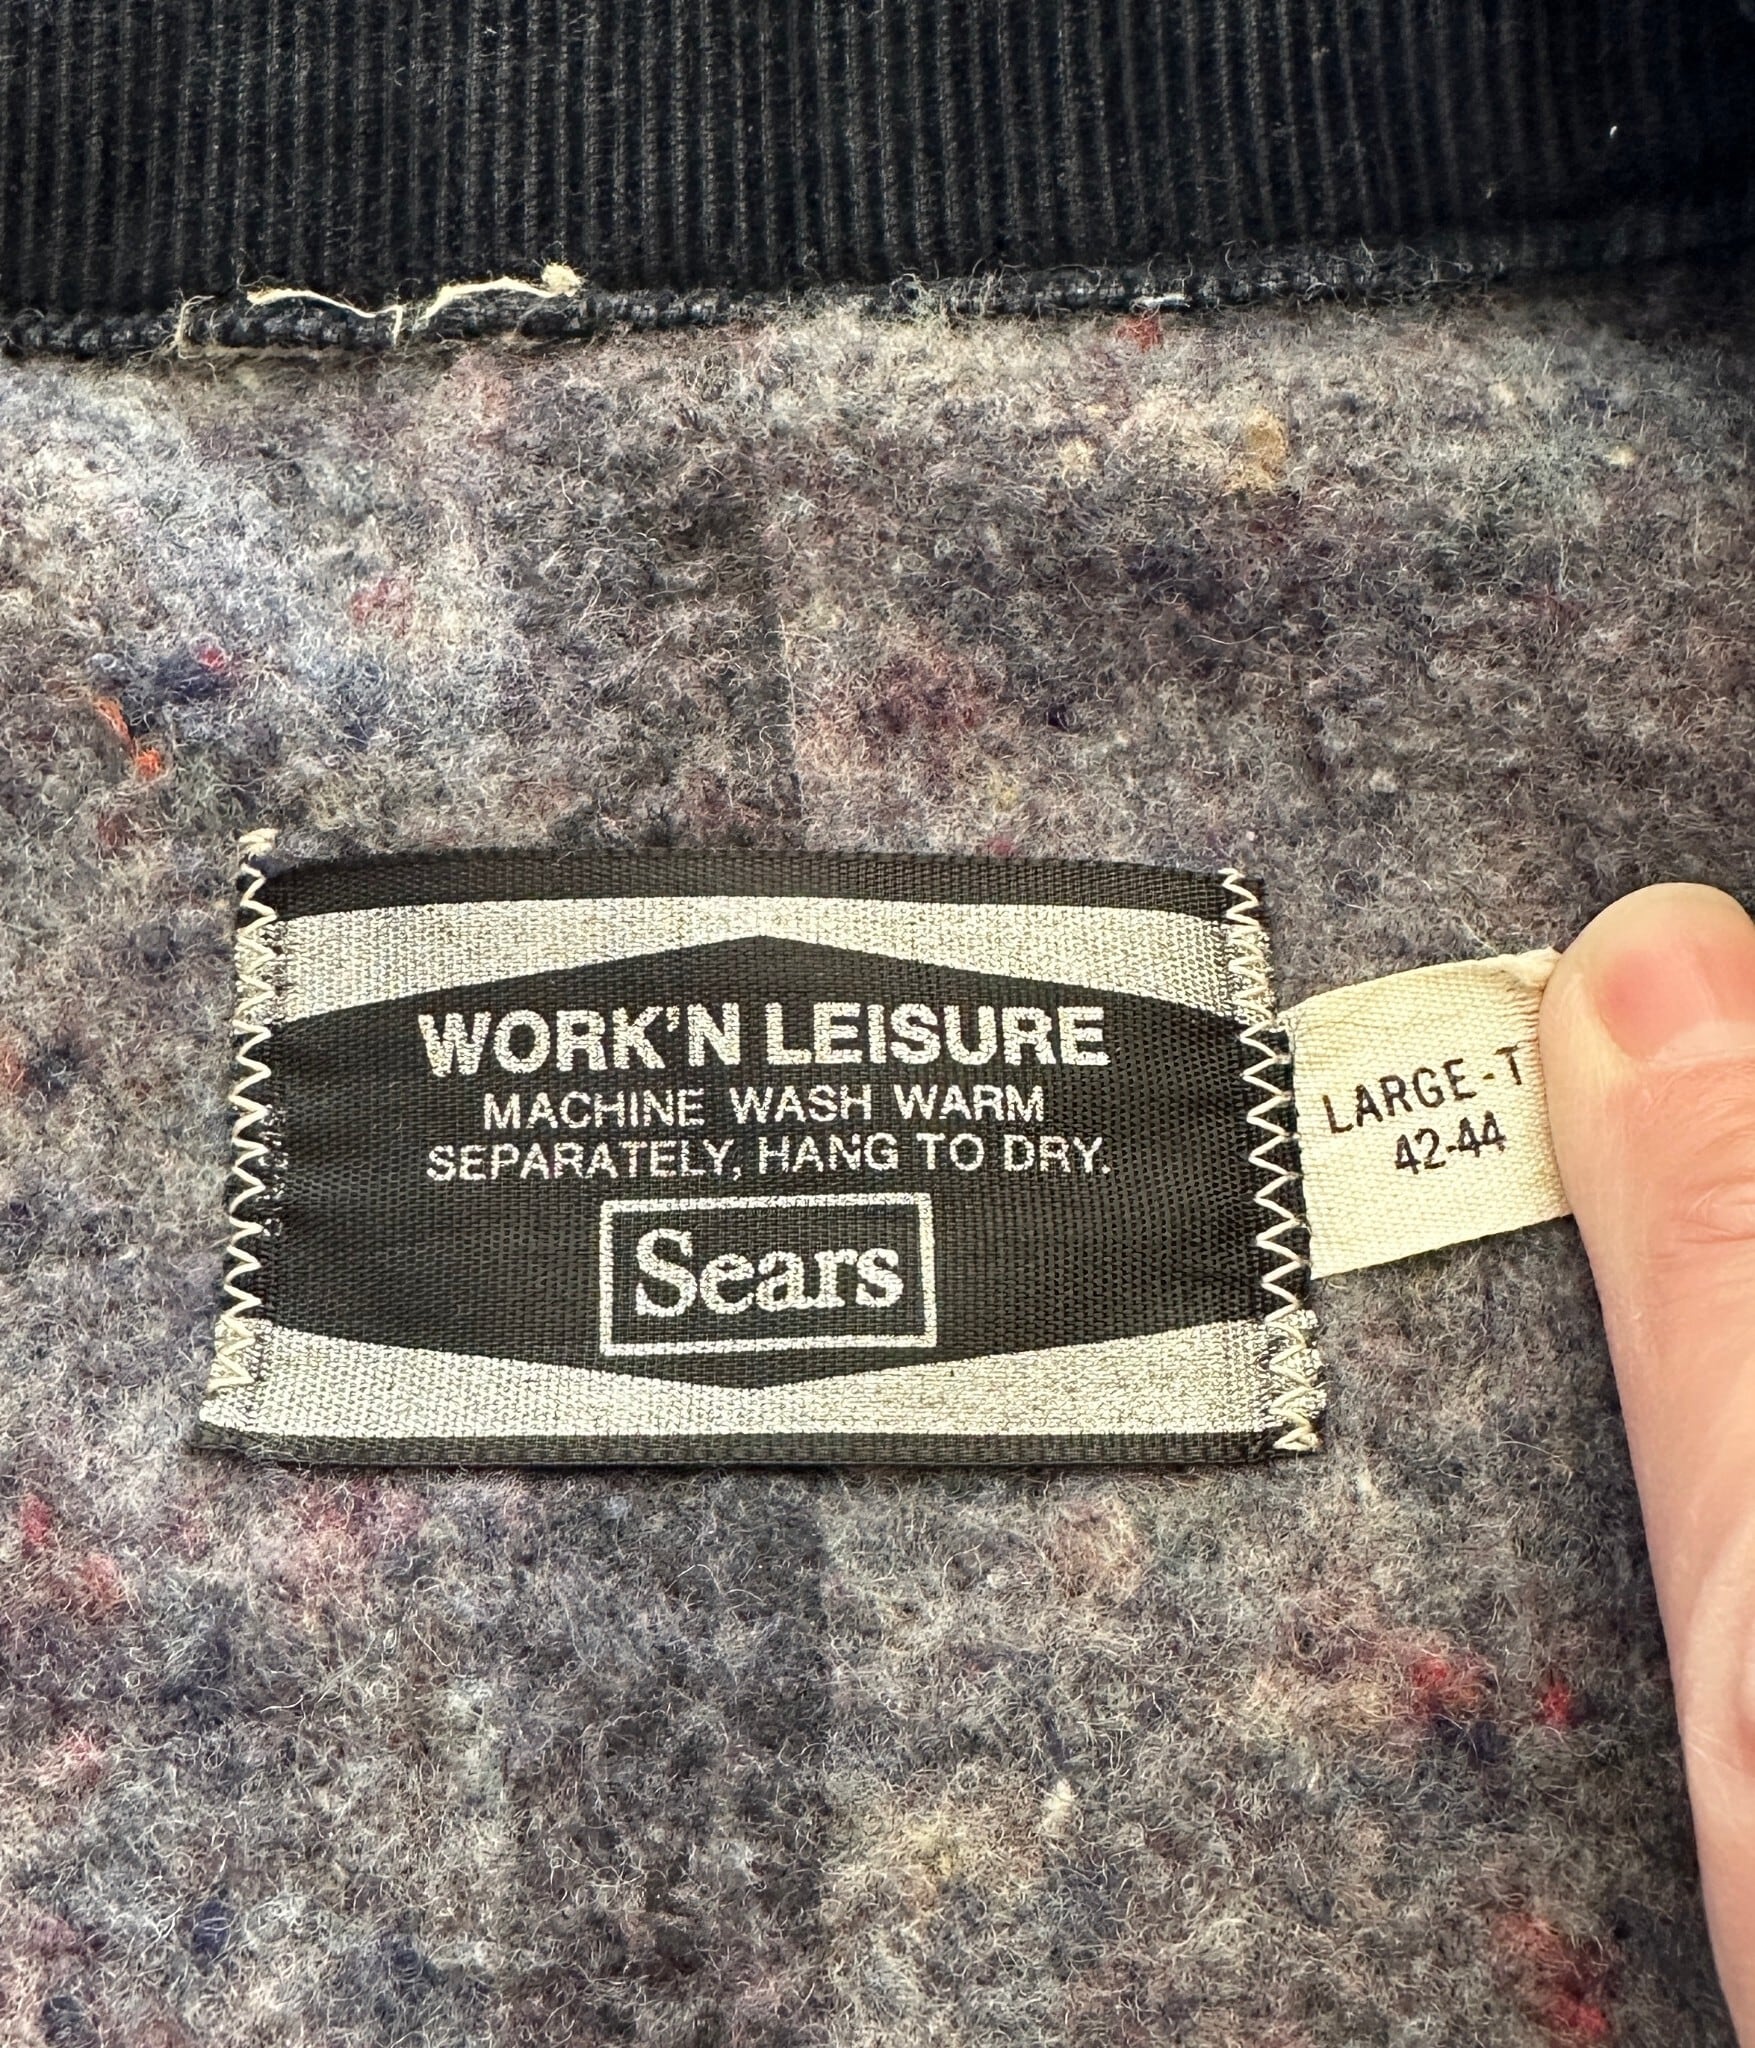 WORK'N LEISURE
MACHINE WASH WARM
SEPARATELY, HANG TO DRY.
Sears
LARGE-T
42-44